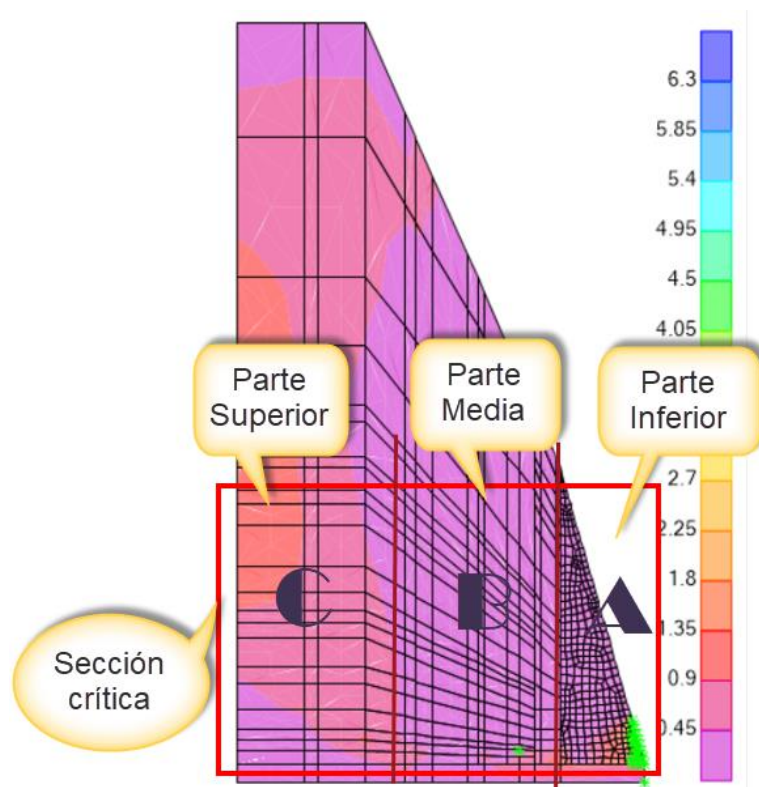 6.3
5.85
5.4
4.95
4.5
4.05
Parte
Superior
Parte
Media
Parte
Inferior
2.7
2.25
1.8
1.35
0.9
0.45
C
B
A
Sección
crítica